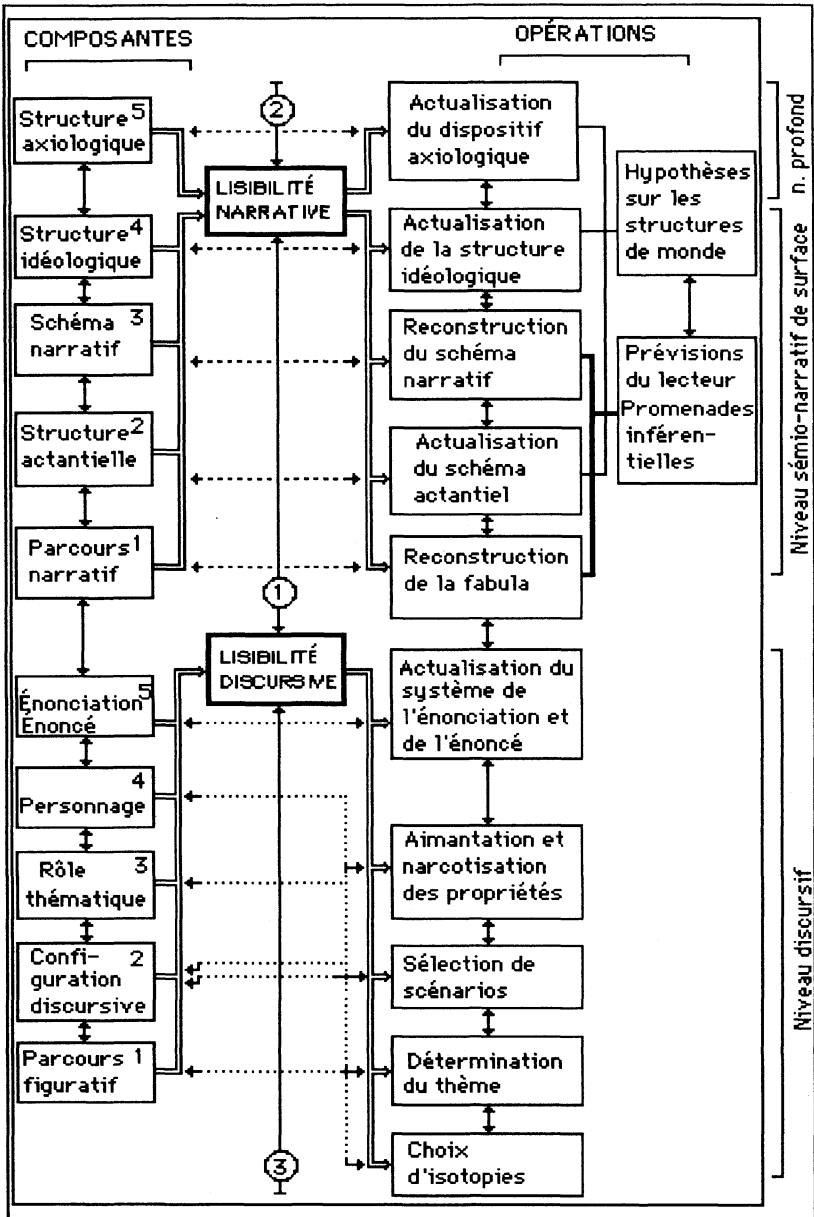 COMPOSANTES
OPÉRATIONS
Structure 5
axiologique
Structure 4
idéologique
Schéma 3
narratif
Structure 2
actantielle
Parcours 1
narratif
Énonciation 5
Énoncé
4
Personnage
Rôle 3
thématique
Confi- 2
guration
discursive
Parcours 1
figuratif
2
LISIBILITÉ
NARRATIVE
1
LISIBILITÉ
DISCURSIVE
3
Actualisation
du dispositif
axiologique
Actualisation
de la structure
idéologique
Reconstruction
du schéma
narratif
Actualisation
du schéma
actantiel
Reconstruction
de la fabula
Actualisation du
système de
l'énonciation et
de l'énoncé
Aimantation et
narcotisation
des propriétés
Sélection de
scénarios
Détermination
du thème
Choix
d'isotopies
Hypothèses
sur les
structures
de monde
Prévisions
du lecteur
Promenades
inféren-
tielles
n. profond
Niveau sémio-narratif de surface
Niveau discursif